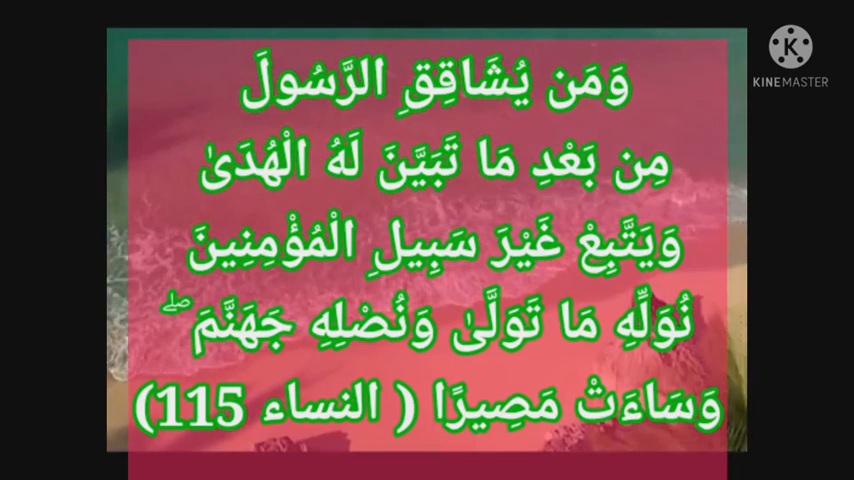 وَمَن يُشَاقِقِ الرَّسُولَ
مِن بَعْدِ مَا تَبَيَّنَ لَهُ الْهُدَىٰ
وَيَتَّبِعْ غَيْرَ سَبِيلِ الْمُؤْمِنِينَ
نُوَلِّهِ مَا تَوَلَّىٰ وَنُصْلِهِ جَهَنَّمَ ۖ
وَسَاءَتْ مَصِيرًا ( النساء 115)
KINEMASTER